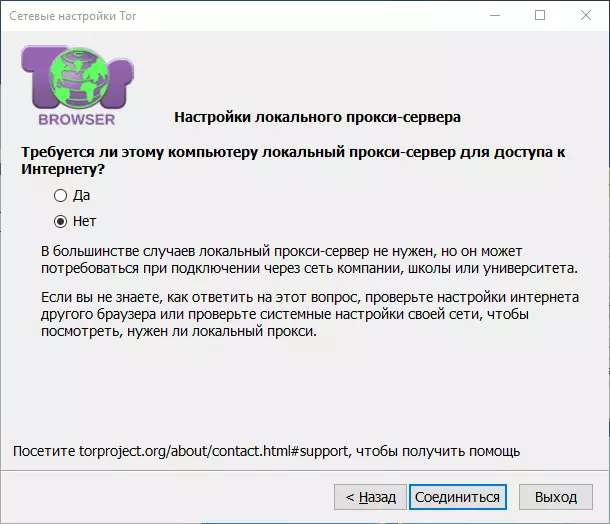 Сетевые настройки Tor
Tor
BROWSER
Настройки локального прокси-сервера
Требуется ли этому компьютеру локальный прокси-сервер для доступа к
Интернету?
Да
Нет
В большинстве случаев локальный прокси-сервер не нужен, но он может
потребоваться при подключении через сеть компании, школы или университета.
Если вы не знаете, как ответить на этот вопрос, проверьте настройки интернета
другого браузера или проверьте системные настройки своей сети, чтобы
посмотреть, нужен ли локальный прокси.
Посетите torproject.org/about/contact.html#support, чтобы получить помощь
< Назад Соединиться Выход